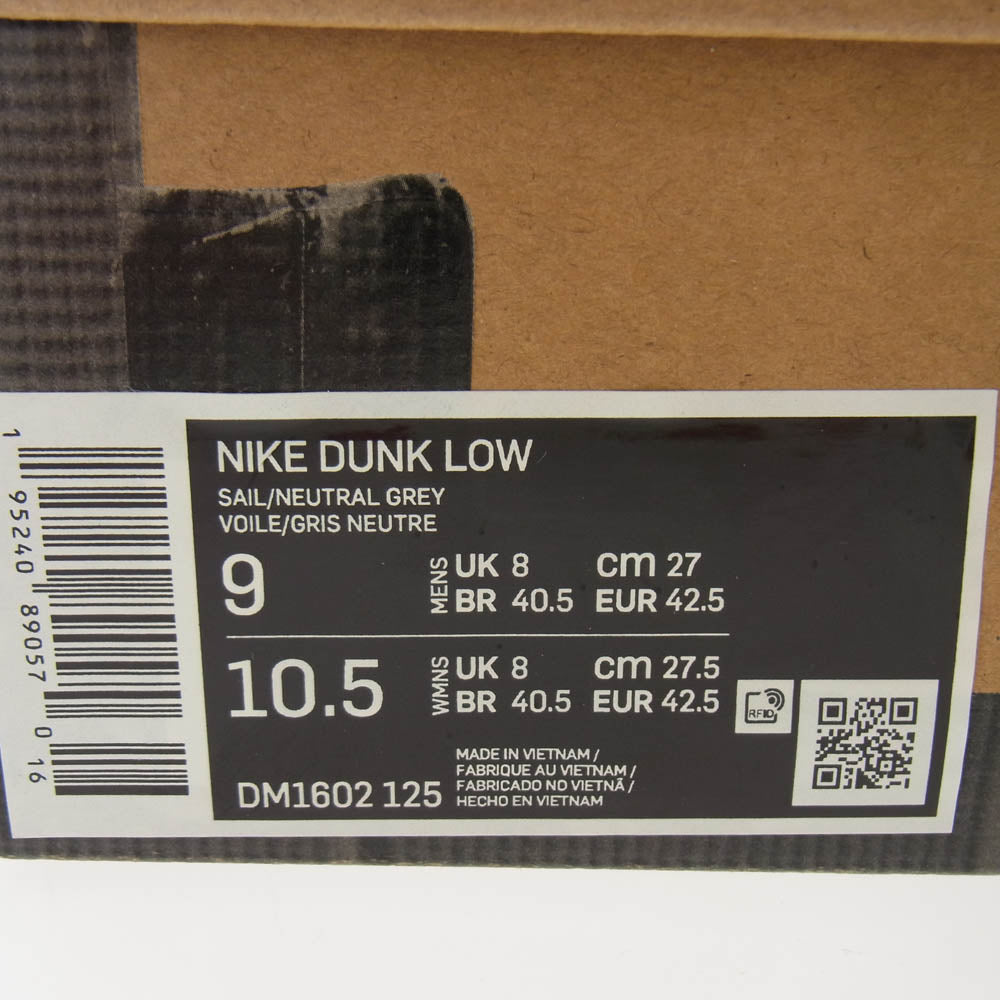 NIKE DUNK LOW
SAIL/NEUTRAL GREY
VOILE/GRIS NEUTRE
9 MENS UK 8 cm 27
BR 40.5 EUR 42.5
10.5 WMNS UK 8 cm 27.5
BR 40.5 EUR 42.5
RFID
DM1602 125
MADE IN VIETNAM /
FABRIQUE AU VIETNAM /
FABRICADO NO VIETNÃ /
HECHO EN VIETNAM
1 95240 89057 0 16